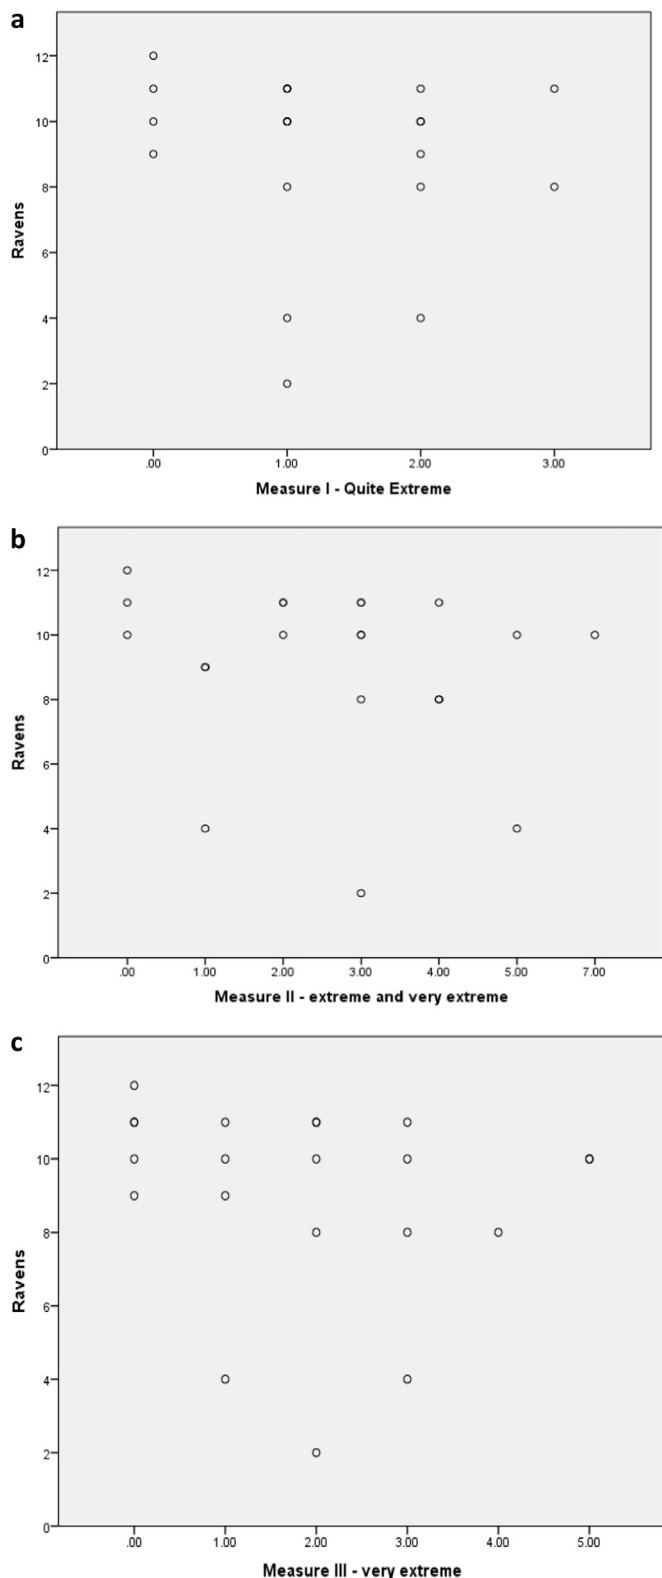 a
12
10
8
6
4
2
0
Ravens
.00 1.00 2.00 3.00
Measure I - Quite Extreme
b
12
10
8
6
4
2
0
Ravens
.00 1.00 2.00 3.00 4.00 5.00 7.00
Measure II - extreme and very extreme
c
12
10
8
6
4
2
0
Ravens
.00 1.00 2.00 3.00 4.00 5.00
Measure III - very extreme